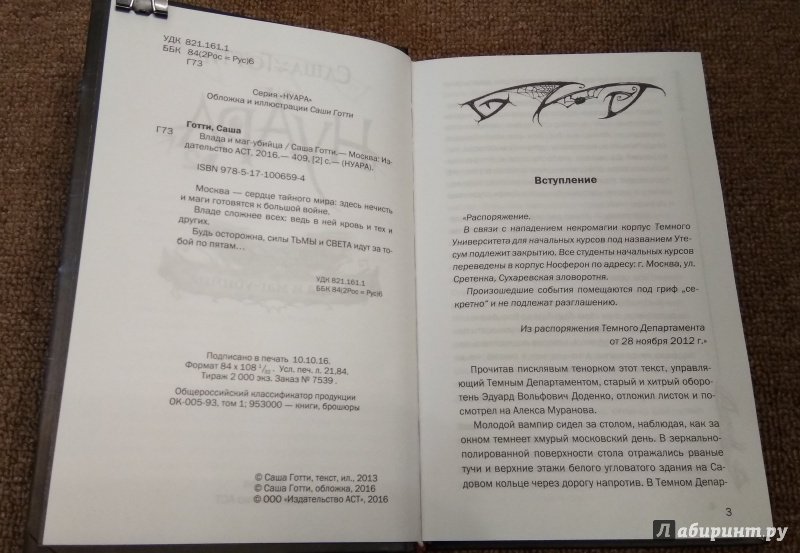 УДК 821.161.1
ББК 84(2Рос = Рус)6
Г73
Серия «НУАРА»
Обложка и иллюстрации Саши Готти
Готти, Саша
Г73 Влада и маг-убийца / Саша Готти.— Москва: Из-
дательство АСТ, 2016.— 409, [2] с.— (НУАРА).
ISBN 978-5-17-100659-4
Москва — сердце тайного мира: здесь нечисть
и маги готовятся к большой войне.
Владе сложнее всех: ведь в ней кровь и тех и
других.
Будь осторожна, силы ТЬМЫ и СВЕТА идут за то-
бой по пятам...
УДК 821.161.1
ББК 84(2Рос=Рус)6
Подписано в печать 10.10.16.
Формат 84 х 108 1/32. Усл. печ. л. 21,84.
Тираж 2 000 экз. Заказ № 7539.
Общероссийский классификатор продукции
ОК-005-93, том 1; 953000 — книги, брошюры
© Саша Готти, текст, ил., 2013
© Саша Готти, обложка, 2016
© ООО «Издательство АСТ», 2016
Вступление
«Распоряжение.
В связи с нападением некромагии корпус Темного
Университета для начальных курсов под названием Уте-
сум подлежит закрытию. Все студенты начальных курсов
переведены в корпус Носферон по адресу: г. Москва, ул.
Сретенка, Сухаревская зловоротня.
Произошедшие события помещаются под гриф „се-
кретно“ и не подлежат разглашению.
Из распоряжения Темного Департамента
от 28 ноября 2012 г.»
Прочитав писклявым тенорком этот текст, управля-
ющий Темным Департаментом, старый и хитрый оборо-
тень Эдуард Вольфович Доденко, отложил листок и по-
смотрел на Алекса Муранова.
Молодой вампир сидел за столом, наблюдая, как за
окном темнеет хмурый московский день. В зеркально-
полированной поверхности стола отражались рваные
тучи и верхние этажи белого угловатого здания на Са-
довом кольце через дорогу напротив. В Темном Депар-
3
Лабиринт.ру